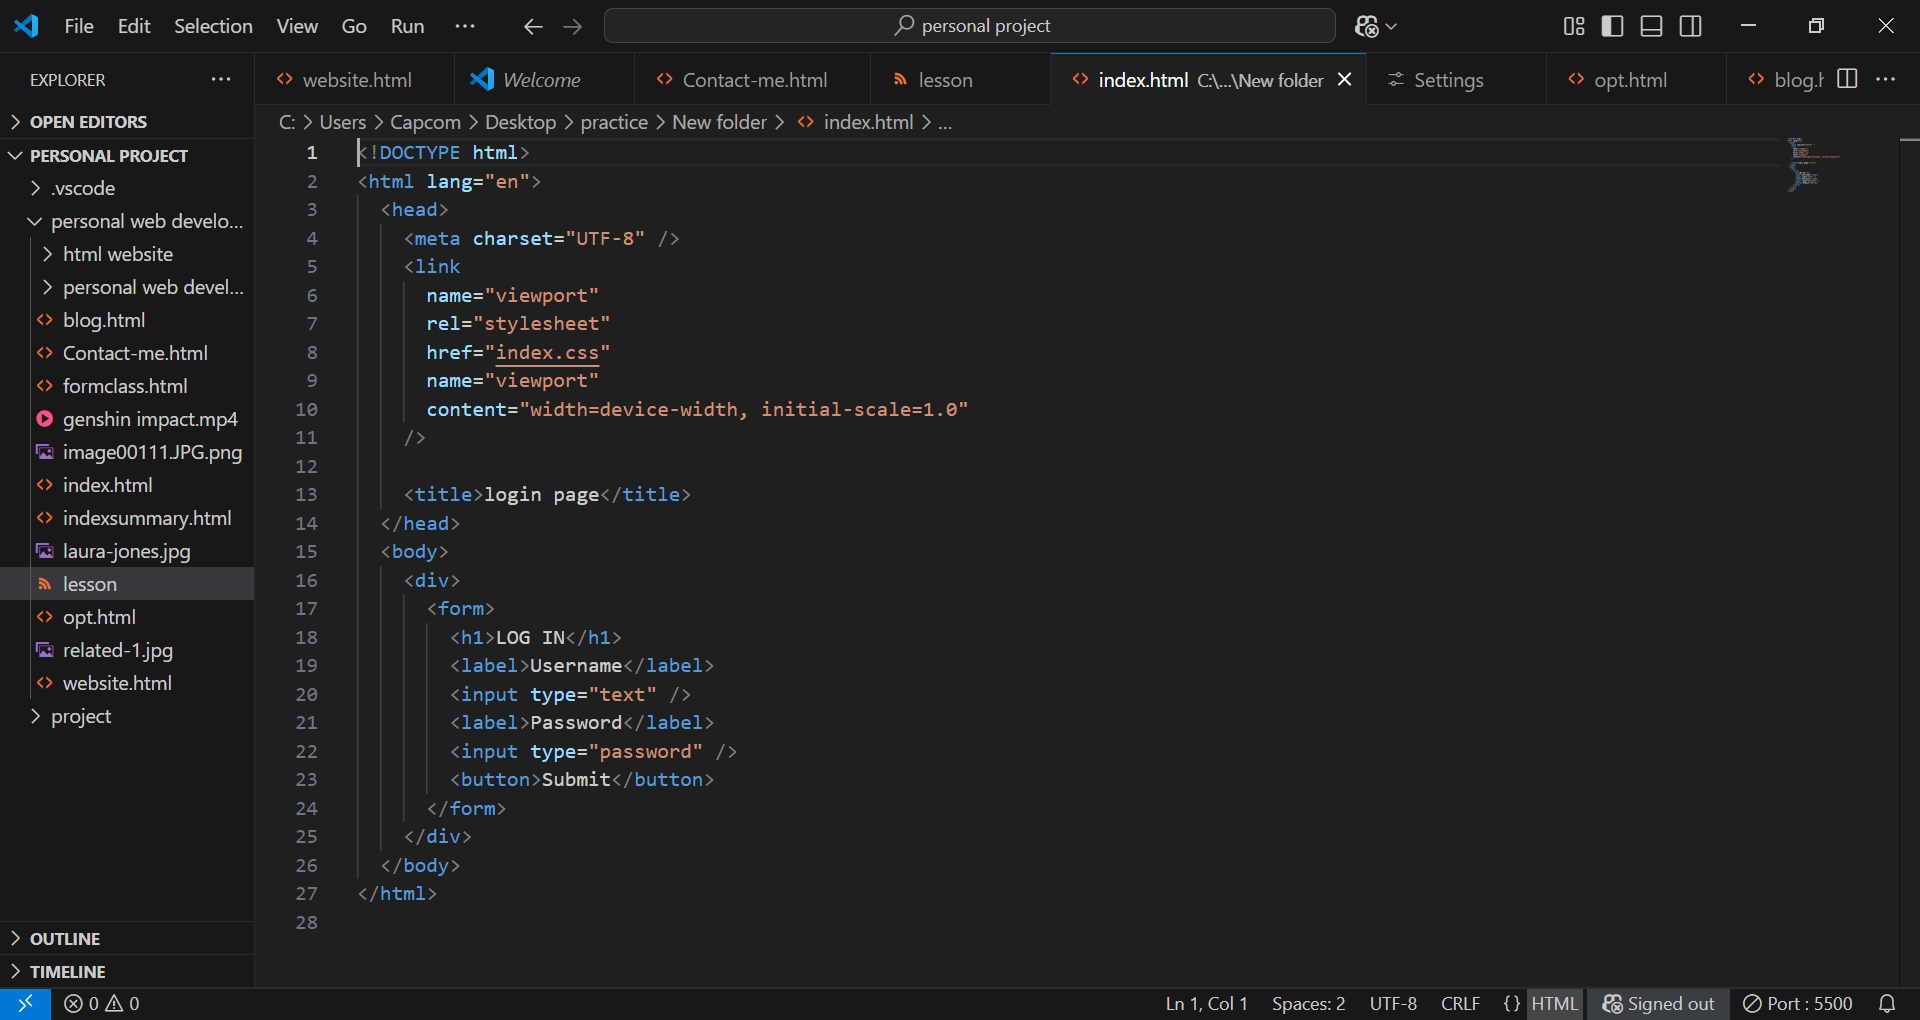 File Edit Selection View Go Run ···
personal project
EXPLORER ···
website.html Welcome Contact-me.html lesson index.html C:\...\New folder Settings opt.html blog.h ···
OPEN EDITORS
PERSONAL PROJECT
.vscode
personal web develo...
html website
personal web devel...
blog.html
Contact-me.html
formclass.html
genshin impact.mp4
image00111.JPG.png
index.html
indexsummary.html
laura-jones.jpg
lesson
opt.html
related-1.jpg
website.html
project
OUTLINE
TIMELINE
C: > Users > Capcom > Desktop > practice > New folder > index.html > ...
1 <!DOCTYPE html>
2 <html lang="en">
3 <head>
4 <meta charset="UTF-8" />
5 <link
6 name="viewport"
7 rel="stylesheet"
8 href="index.css"
9 name="viewport"
10 content="width=device-width, initial-scale=1.0"
11 />
12
13 <title>login page</title>
14 </head>
15 <body>
16 <div>
17 <form>
18 <h1>LOG IN</h1>
19 <label>Username</label>
20 <input type="text" />
21 <label>Password</label>
22 <input type="password" />
23 <button>Submit</button>
24 </form>
25 </div>
26 </body>
27 </html>
28
0 0 Ln 1, Col 1 Spaces: 2 UTF-8 CRLF {} HTML Signed out Port : 5500